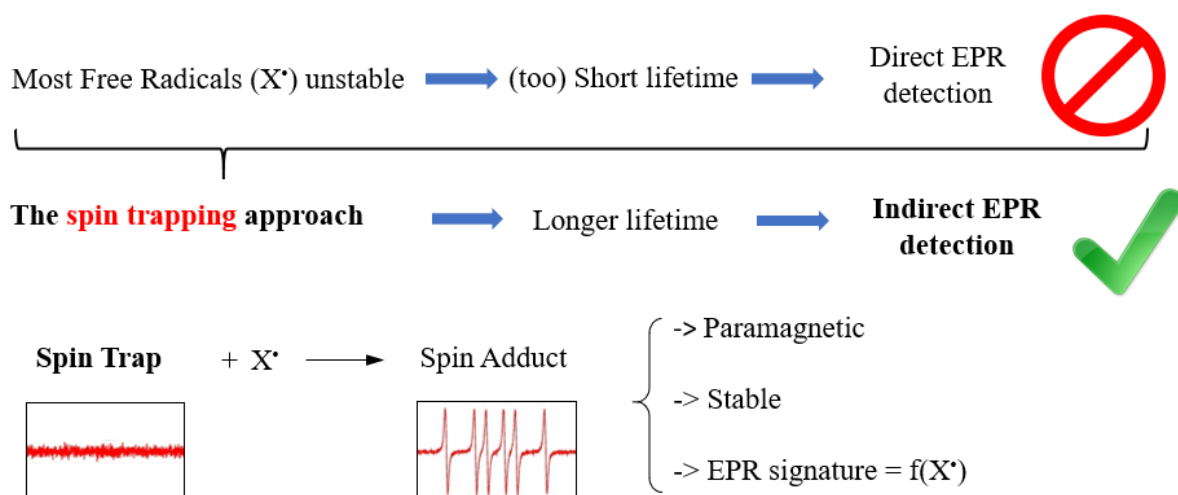 Most Free Radicals (X•) unstable (too) Short lifetime Direct EPR detection
The spin trapping approach Longer lifetime Indirect EPR detection
Spin Trap + X• Spin Adduct
-> Paramagnetic
-> Stable
-> EPR signature = f(X•)